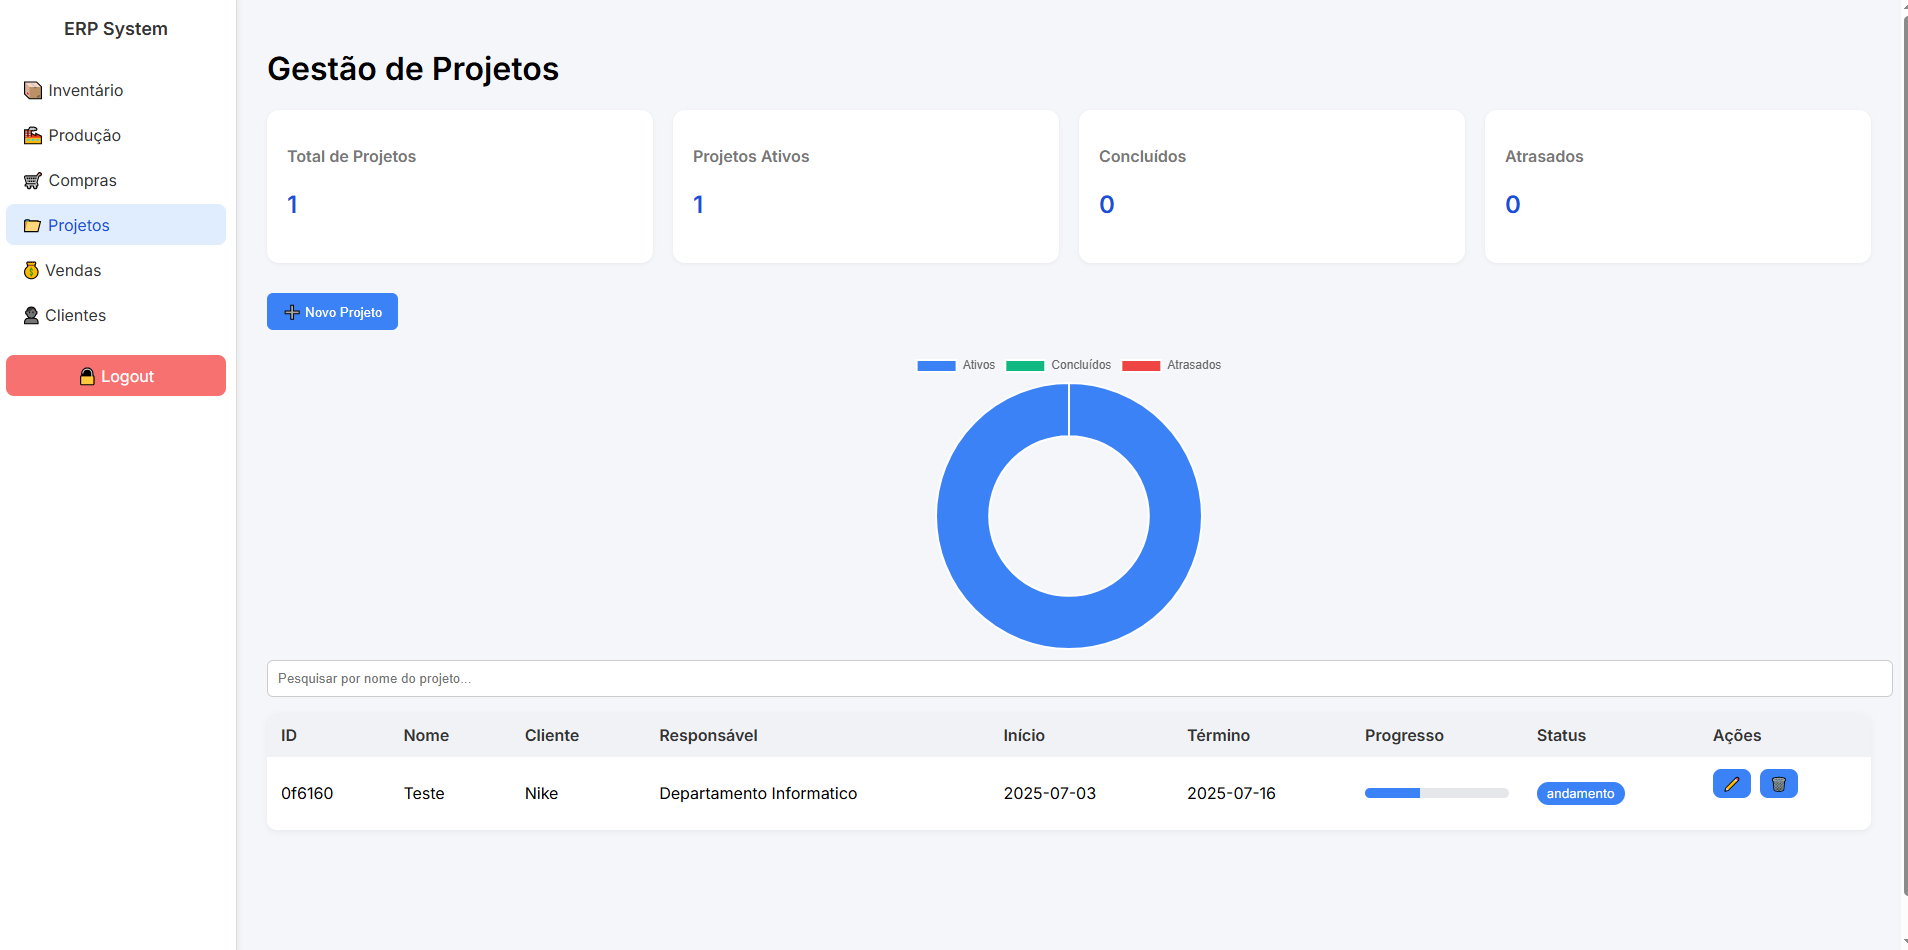 ERP System
Inventário
Produção
Compras
Projetos
Vendas
Clientes
Logout
Gestão de Projetos
Total de Projetos
1
Projetos Ativos
1
Concluídos
0
Atrasados
0
Novo Projeto
Ativos Concluídos Atrasados
Pesquisar por nome do projeto...
ID Nome Cliente Responsável Início Término Progresso Status Ações
0f6160 Teste Nike Departamento Informatico 2025-07-03 2025-07-16 andamento